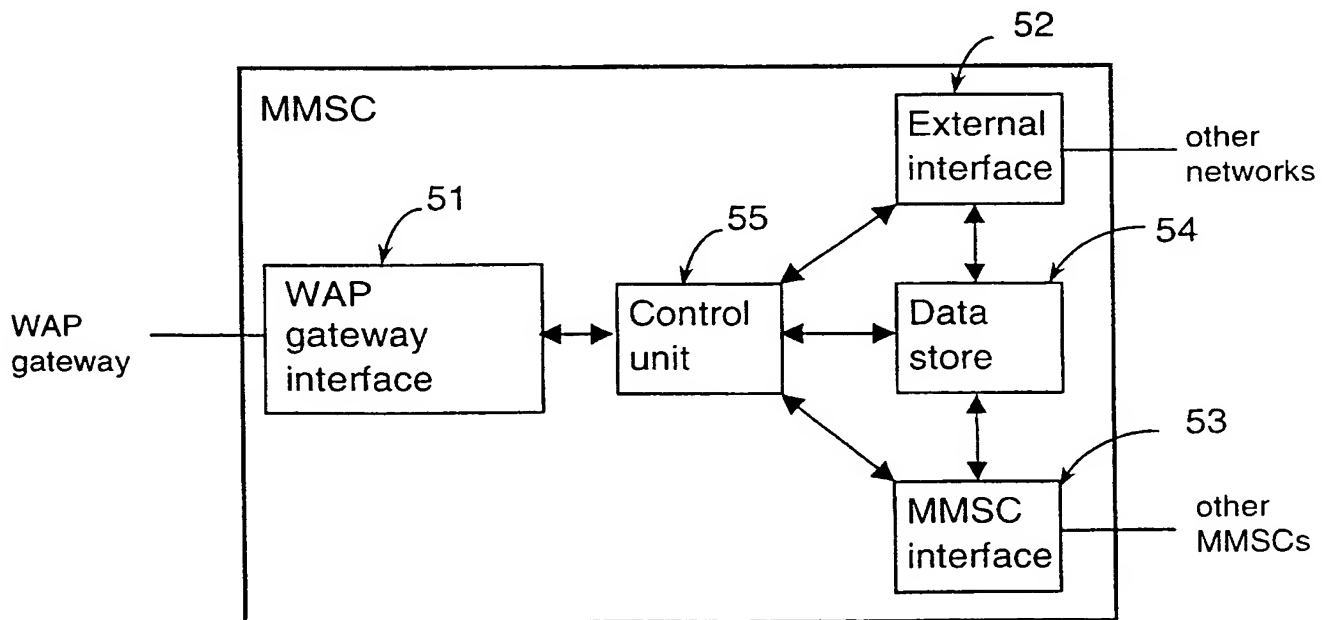 52
MMSC
External
interface
other
networks
51
55
54
WAP
gateway
interface
Control
unit
Data
store
WAP
gateway
53
MMSC
interface
other
MMSCs